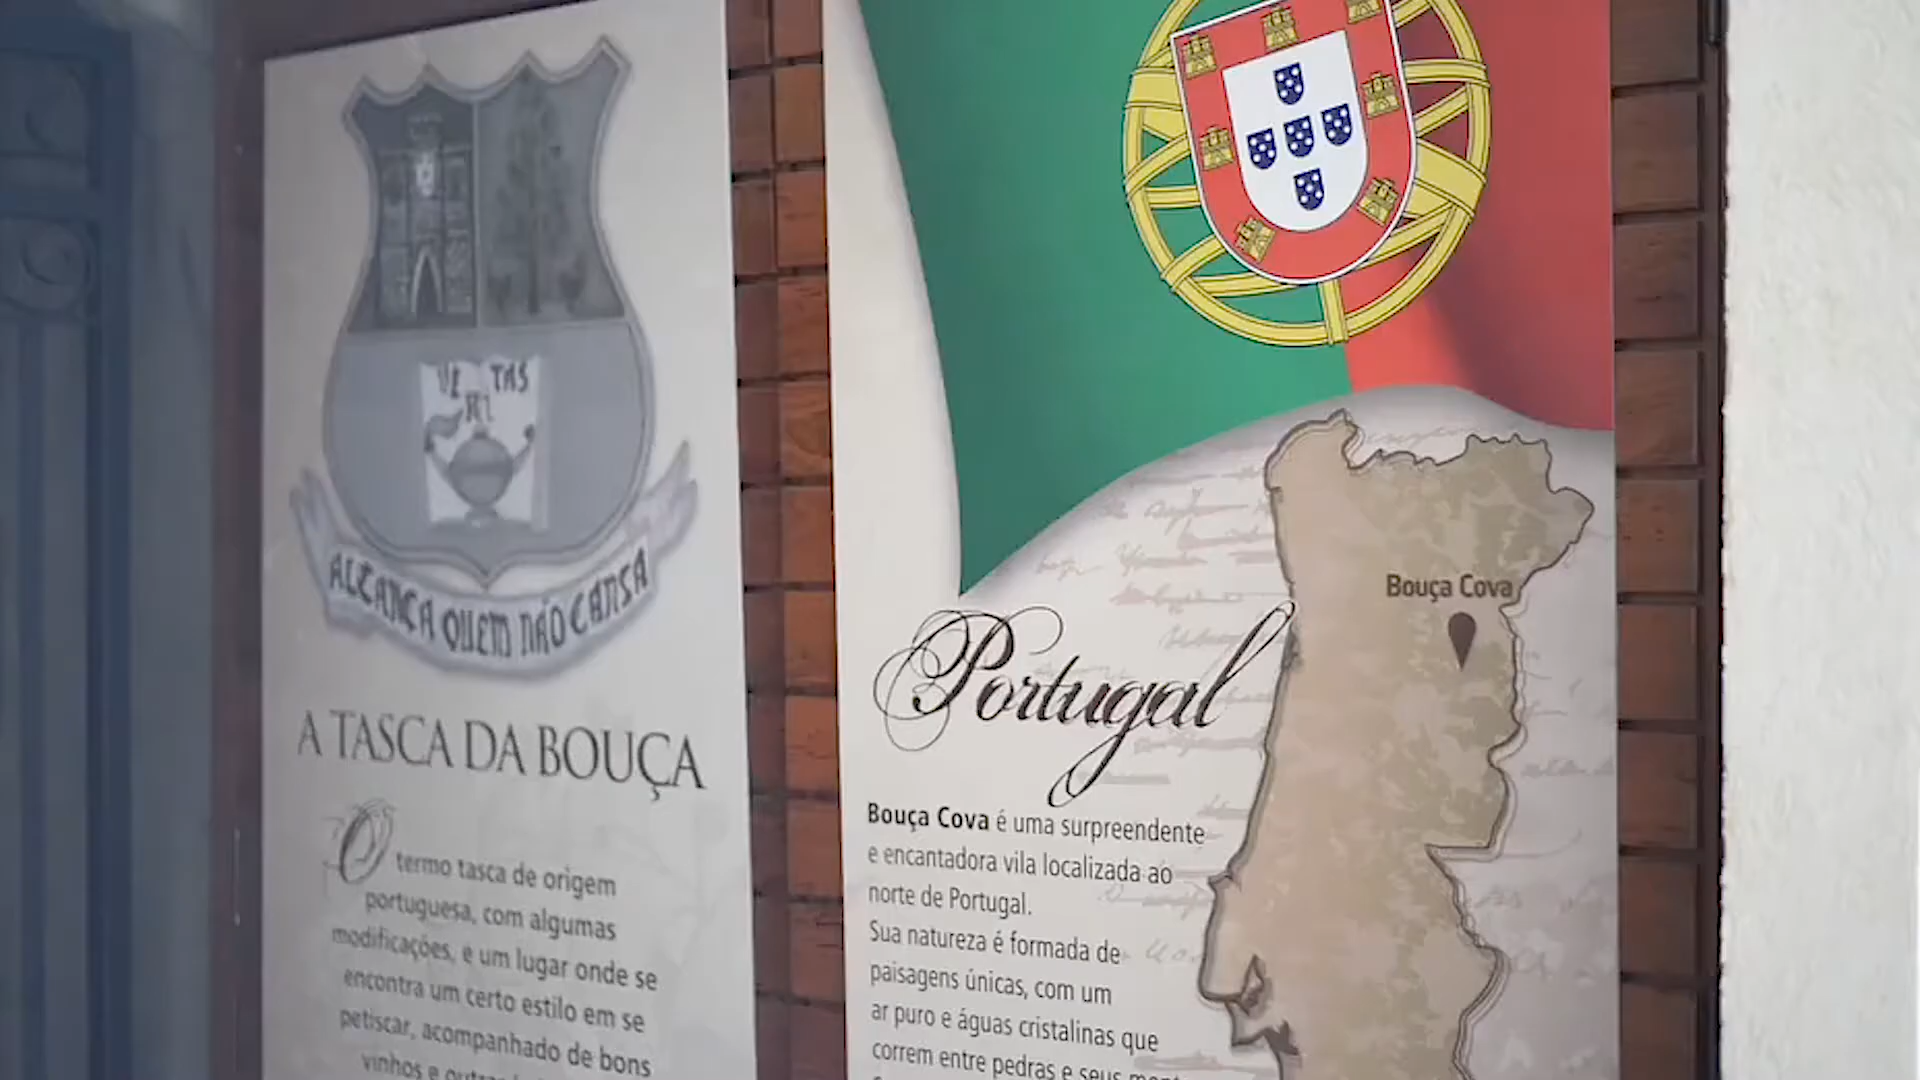 VE TAS
RI
ALCANÇA QUEM NÃO CANSA
A TASCA DA BOUÇA
O termo tasca de origem
portuguesa, com algumas
modificações, é um lugar onde se
encontra um certo estilo em se
petiscar, acompanhado de bons
vinhos e
Bouça Cova
Portugal
Bouça Cova é uma surpreendente
e encantadora vila localizada ao
norte de Portugal.
Sua natureza é formada de
paisagens únicas, com um
ar puro e águas cristalinas que
correm entre pedras e seus